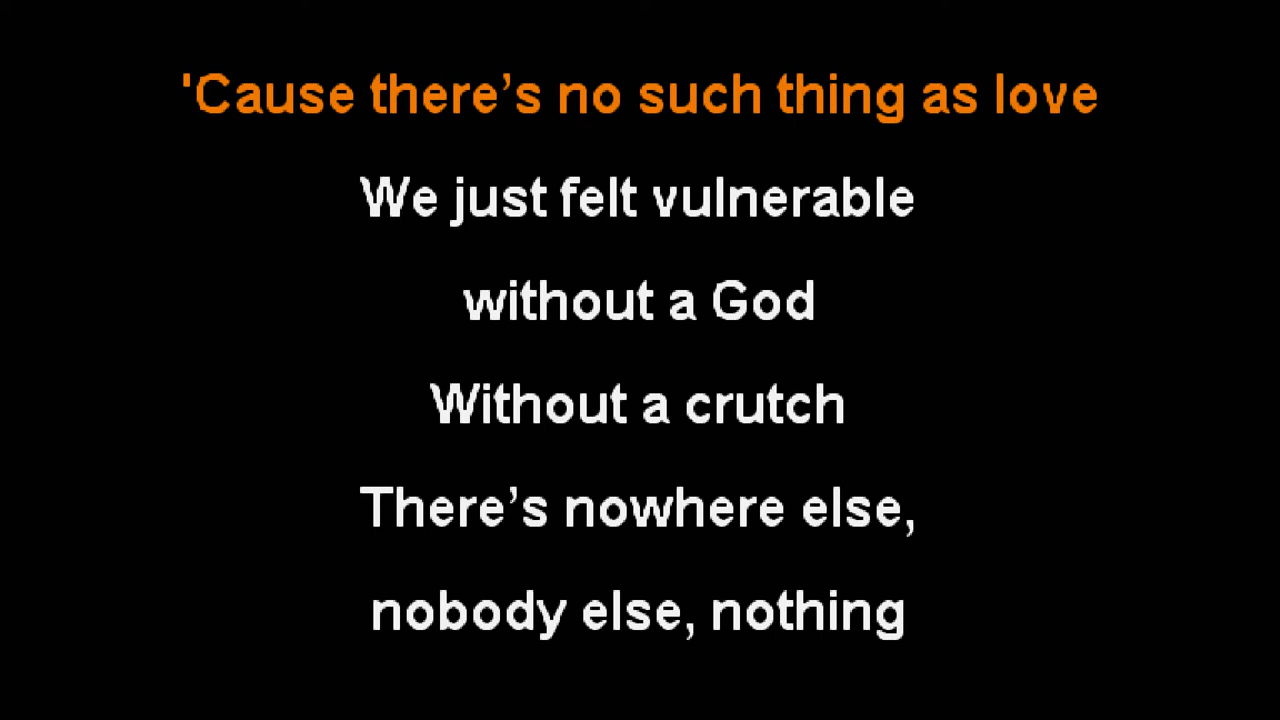 'Cause there’s no such thing as love
We just felt vulnerable
without a God
Without a crutch
There’s nowhere else,
nobody else, nothing